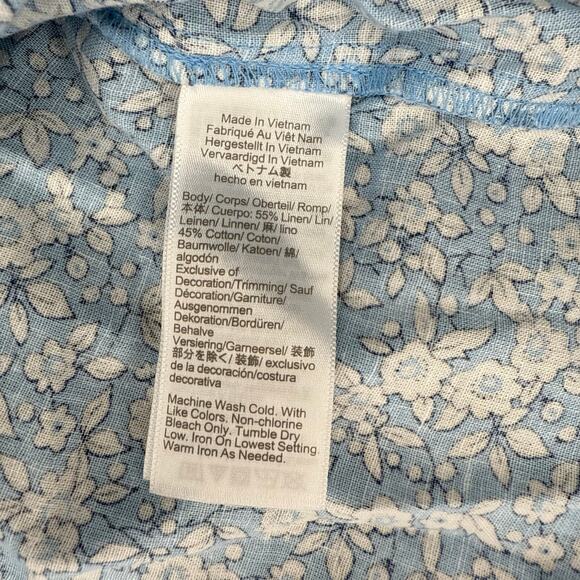 Made In Vietnam
Fabriqué Au Viêt Nam
Hergestellt In Vietnam
Vervaardigd In Vietnam
ベトナム製
hecho en vietnam
Body/ Corps/ Oberteil/ Romp/
本体/ Cuerpo: 55% Linen/ Lin/
Leinen/ Linnen/ 麻/ lino
45% Cotton/ Coton/
Baumwolle/ Katoen/ 綿/
algodón
Exclusive of
Decoration/Trimming/ Sauf
Décoration/Garniture/
Ausgenommen
Dekoration/Bordüren/
Behalve
Versiering/Garneersel/ 装飾
部分を除く/ 装飾/ exclusivo
de la decoración/costura
decorativa
Machine Wash Cold. With
Like Colors. Non-chlorine
Bleach Only. Tumble Dry
Low. Iron On Lowest Setting.
Warm Iron As Needed.